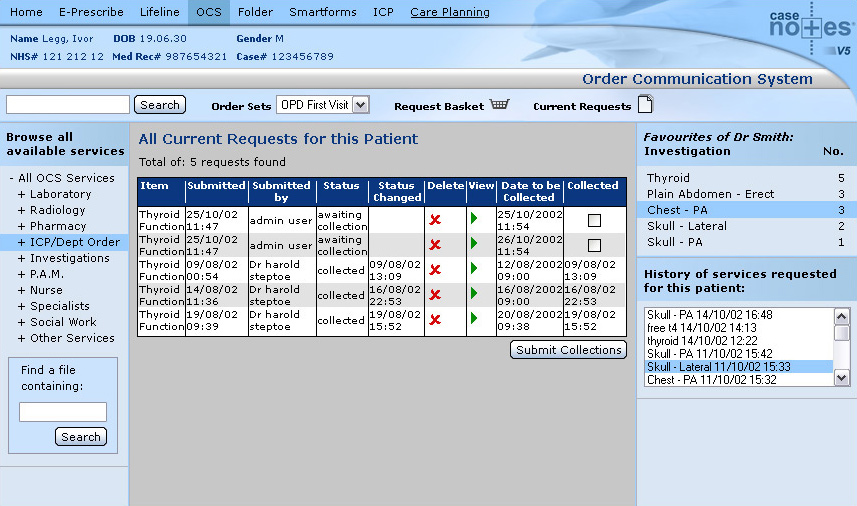 Home E-Prescribe Lifeline OCS Folder Smartforms ICP Care Planning
case notes® V5
Name Legg, Ivor DOB 19.06.30 Gender M
NHS# 121 212 12 Med Rec# 987654321 Case# 123456789
Order Communication System
Search Order Sets OPD First Visit Request Basket Current Requests
Browse all
available services
- All OCS Services
+ Laboratory
+ Radiology
+ Pharmacy
+ ICP/Dept Order
+ Investigations
+ P.A.M.
+ Nurse
+ Specialists
+ Social Work
+ Other Services
Find a file
containing:
Search
All Current Requests for this Patient
Total of: 5 requests found
Item Submitted Submitted by Status Status Changed Delete View Date to be Collected Collected
Thyroid Function 25/10/02 11:47 admin user awaiting collection 25/10/2002 11:54
Thyroid Function 25/10/02 11:47 admin user awaiting collection 26/10/2002 11:54
Thyroid Function 09/08/02 00:54 Dr harold steptoe collected 09/08/02 13:09 12/08/2002 09:00 09/08/02 13:09
Thyroid Function 14/08/02 11:36 Dr harold steptoe collected 16/08/02 22:53 16/08/2002 09:00 16/08/02 22:53
Thyroid Function 19/08/02 09:39 Dr harold steptoe collected 19/08/02 15:52 20/08/2002 09:38 19/08/02 15:52
Submit Collections
Favourites of Dr Smith:
Investigation No.
Thyroid 5
Plain Abdomen - Erect 3
Chest - PA 3
Skull - Lateral 2
Skull - PA 1
History of services requested
for this patient:
Skull - PA 14/10/02 16:48
free t4 14/10/02 14:13
thyroid 14/10/02 12:22
Skull - PA 11/10/02 15:42
Skull - Lateral 11/10/02 15:33
Chest - PA 11/10/02 15:32